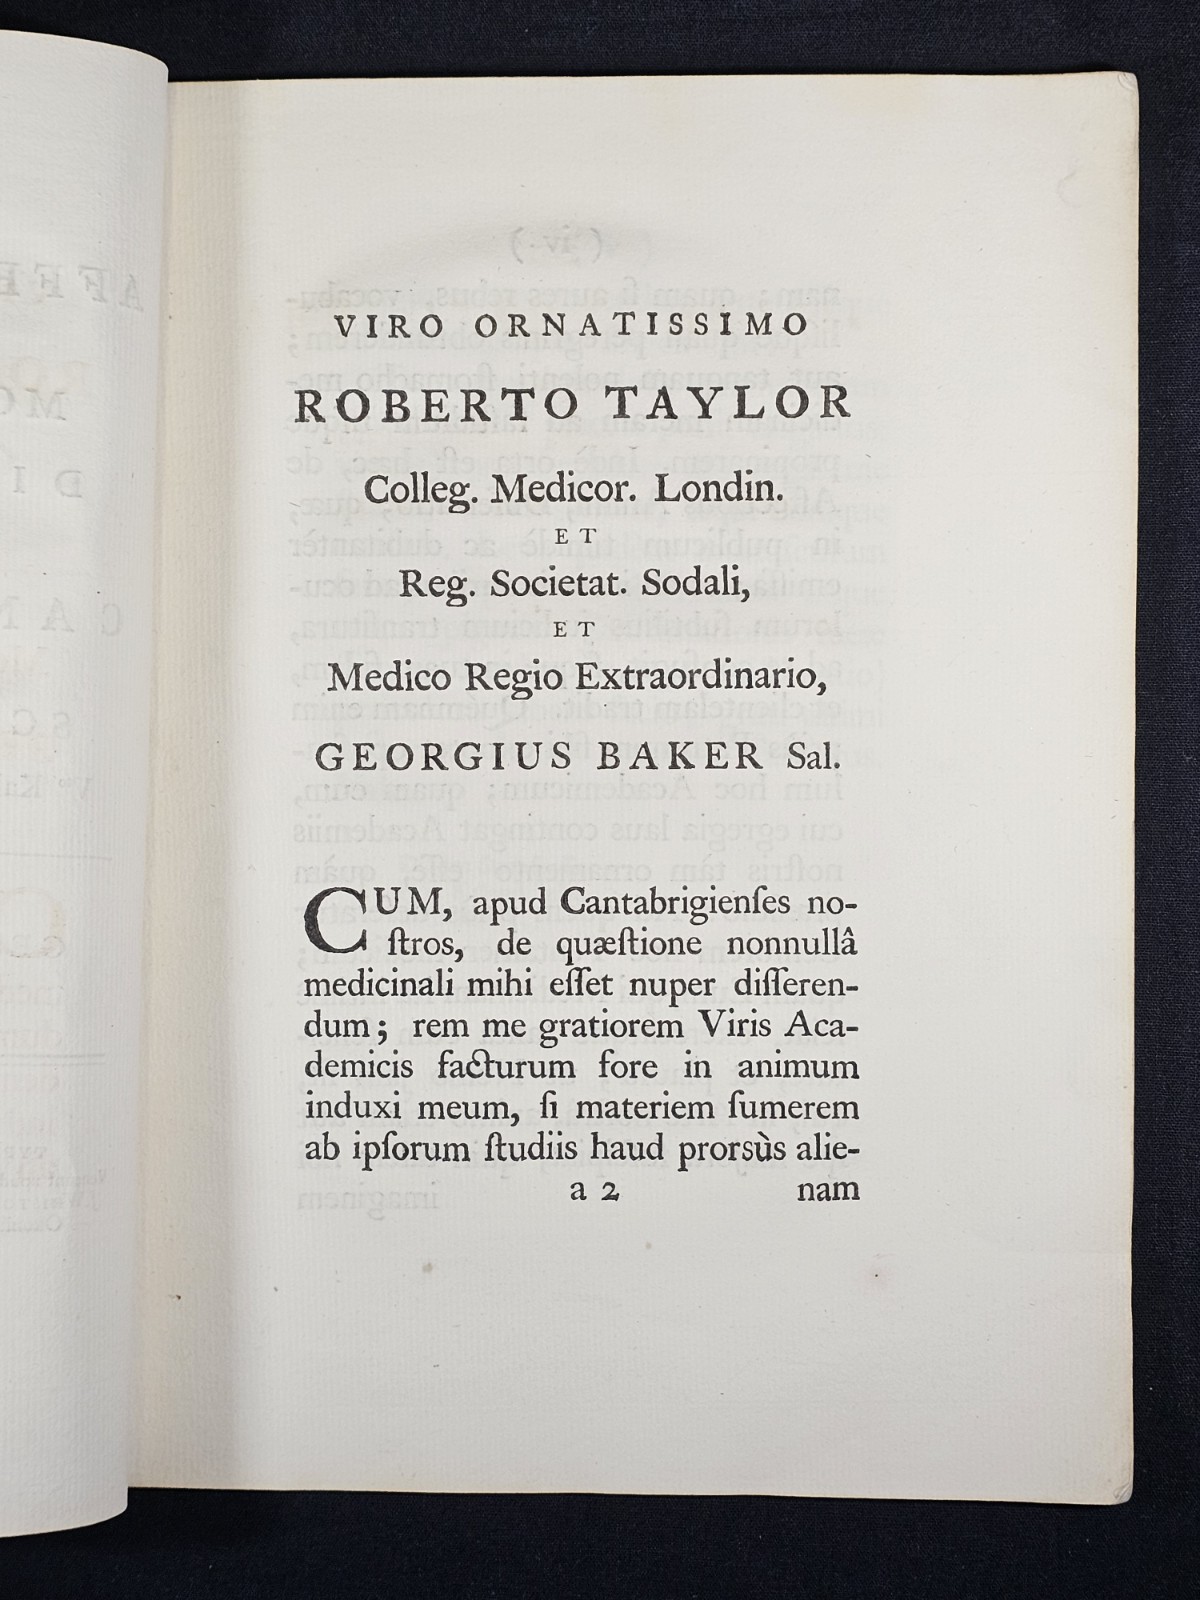 VIRO ORNATISSIMO
ROBERTO TAYLOR
Colleg. Medicor. Londin.
ET
Reg. Societat. Sodali,
ET
Medico Regio Extraordinario,
GEORGIUS BAKER Sal.
CUM, apud Cantabrigienſes no-
ſtros, de quæſtione nonnullâ
medicinali mihi eſſet nuper diſſeren-
dum; rem me gratiorem Viris Aca-
demicis facturum fore in animum
induxi meum, ſi materiem ſumerem
ab ipſorum ſtudiis haud prorsùs alie-
a 2 nam